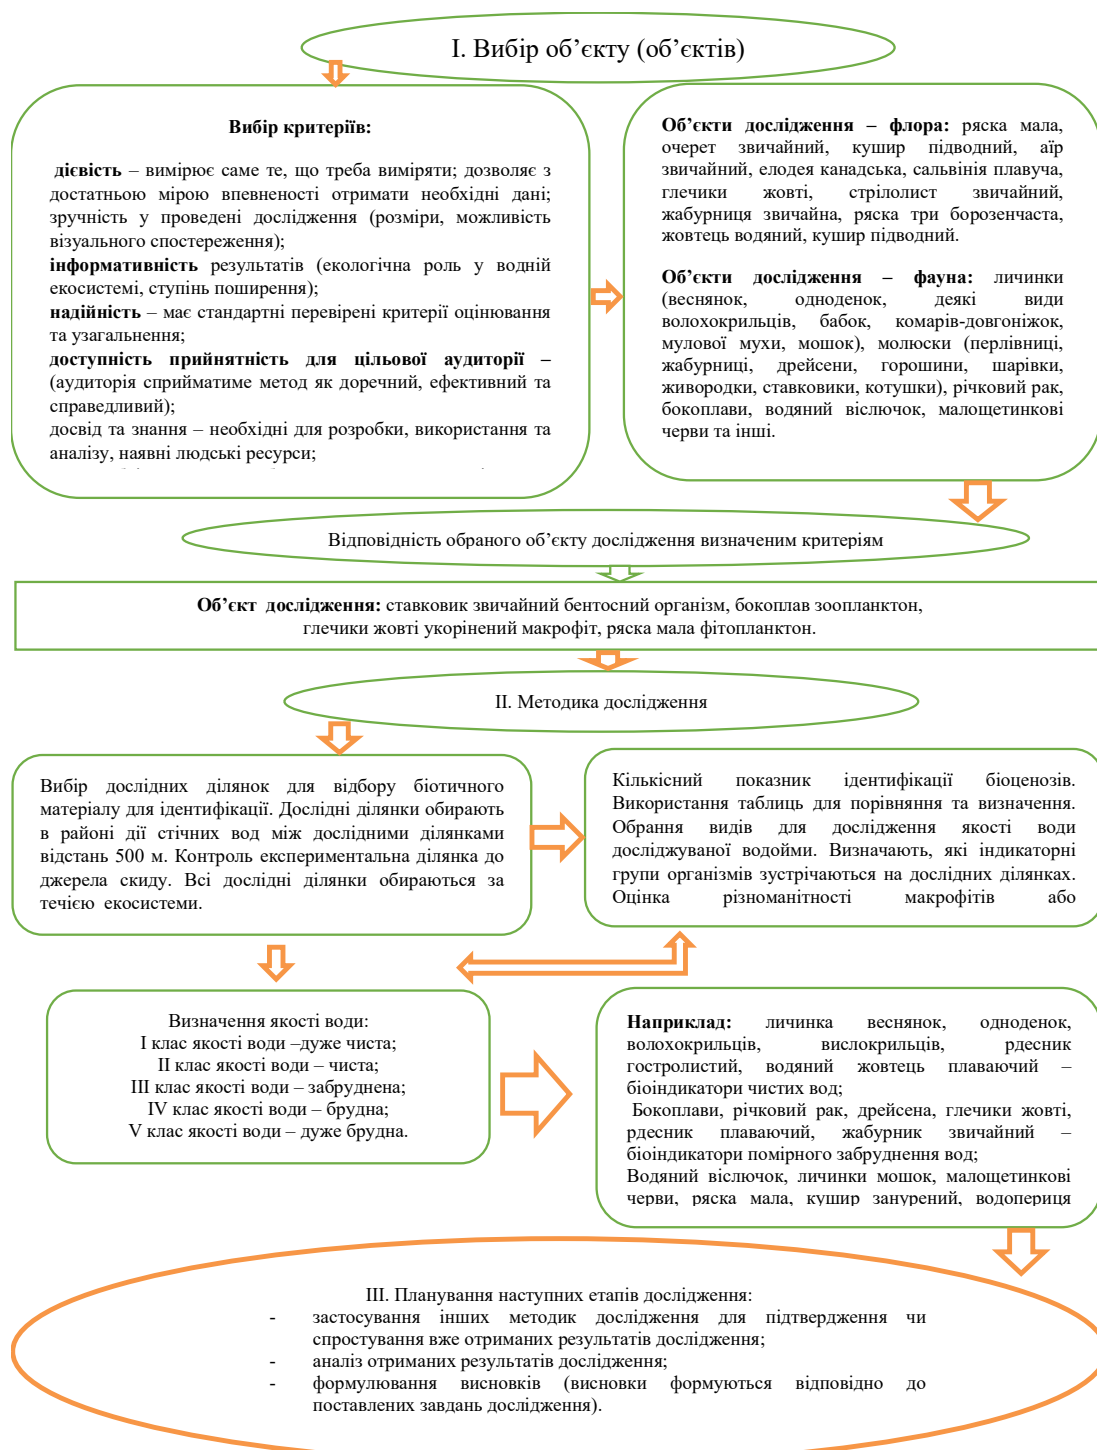 І. Вибір об’єкту (об’єктів)
Вибір критеріїв:
дієвість – вимірює саме те, що треба виміряти; дозволяє з
достатньою мірою впевненості отримати необхідні дані;
зручність у проведені дослідження (розміри, можливість
візуального спостереження);
інформативність результатів (екологічна роль у водній
екосистемі, ступінь поширення);
надійність – має стандартні перевірені критерії оцінювання
та узагальнення;
доступність прийнятність для цільової аудиторії –
(аудиторія сприйматиме метод як доречний, ефективний та
справедливий);
досвід та знання – необхідні для розробки, використання та
аналізу, наявні людські ресурси;
Об’єкти дослідження – флора: ряска мала,
очерет звичайний, кушир підводний, аїр
звичайний, елодея канадська, сальвінія плавуча,
глечики жовті, стрілолист звичайний,
жабурниця звичайна, ряска три борозенчаста,
жовтець водяний, кушир підводний.
Об’єкти дослідження – фауна: личинки
(веснянок, одноденок, деякі види
волохокрильців, бабок, комарів-довгоніжок,
мулової мухи, мошок), молюски (перлівниці,
жабурниці, дрейсени, горошини, шарівки,
живородки, ставковики, котушки), річковий рак,
бокоплави, водяний віслючок, малощетинкові
черви та інші.
Відповідність обраного об’єкту дослідження визначеним критеріям
Об’єкт дослідження: ставковик звичайний бентосний організм, бокоплав зоопланктон,
глечики жовті укорінений макрофіт, ряска мала фітопланктон.
ІІ. Методика дослідження
Вибір дослідних ділянок для відбору біотичного
матеріалу для ідентифікації. Дослідні ділянки обирають
в районі дії стічних вод між дослідними ділянками
відстань 500 м. Контроль експериментальна ділянка до
джерела скиду. Всі дослідні ділянки обираються за
течією екосистеми.
Кількісний показник ідентифікації біоценозів.
Використання таблиць для порівняння та визначення.
Обрання видів для дослідження якості води
досліджуваної водойми. Визначають, які індикаторні
групи організмів зустрічаються на дослідних ділянках.
Оцінка різноманітності макрофітів або
Визначення якості води:
І клас якості води –дуже чиста;
ІІ клас якості води – чиста;
ІІІ клас якості води – забруднена;
IV клас якості води – брудна;
V клас якості води – дуже брудна.
Наприклад: личинка веснянок, одноденок,
волохокрильців, вислокрильців, рдесник
гостролистий, водяний жовтець плаваючий –
біоіндикатори чистих вод;
Бокоплави, річковий рак, дрейсена, глечики жовті,
рдесник плаваючий, жабурник звичайний –
біоіндикатори помірного забруднення вод;
Водяний віслючок, личинки мошок, малощетинкові
черви, ряска мала, кушир занурений, водопериця
ІІІ. Планування наступних етапів дослідження:
- застосування інших методик дослідження для підтвердження чи
спростування вже отриманих результатів дослідження;
- аналіз отриманих результатів дослідження;
- формулювання висновків (висновки формуються відповідно до
поставлених завдань дослідження).